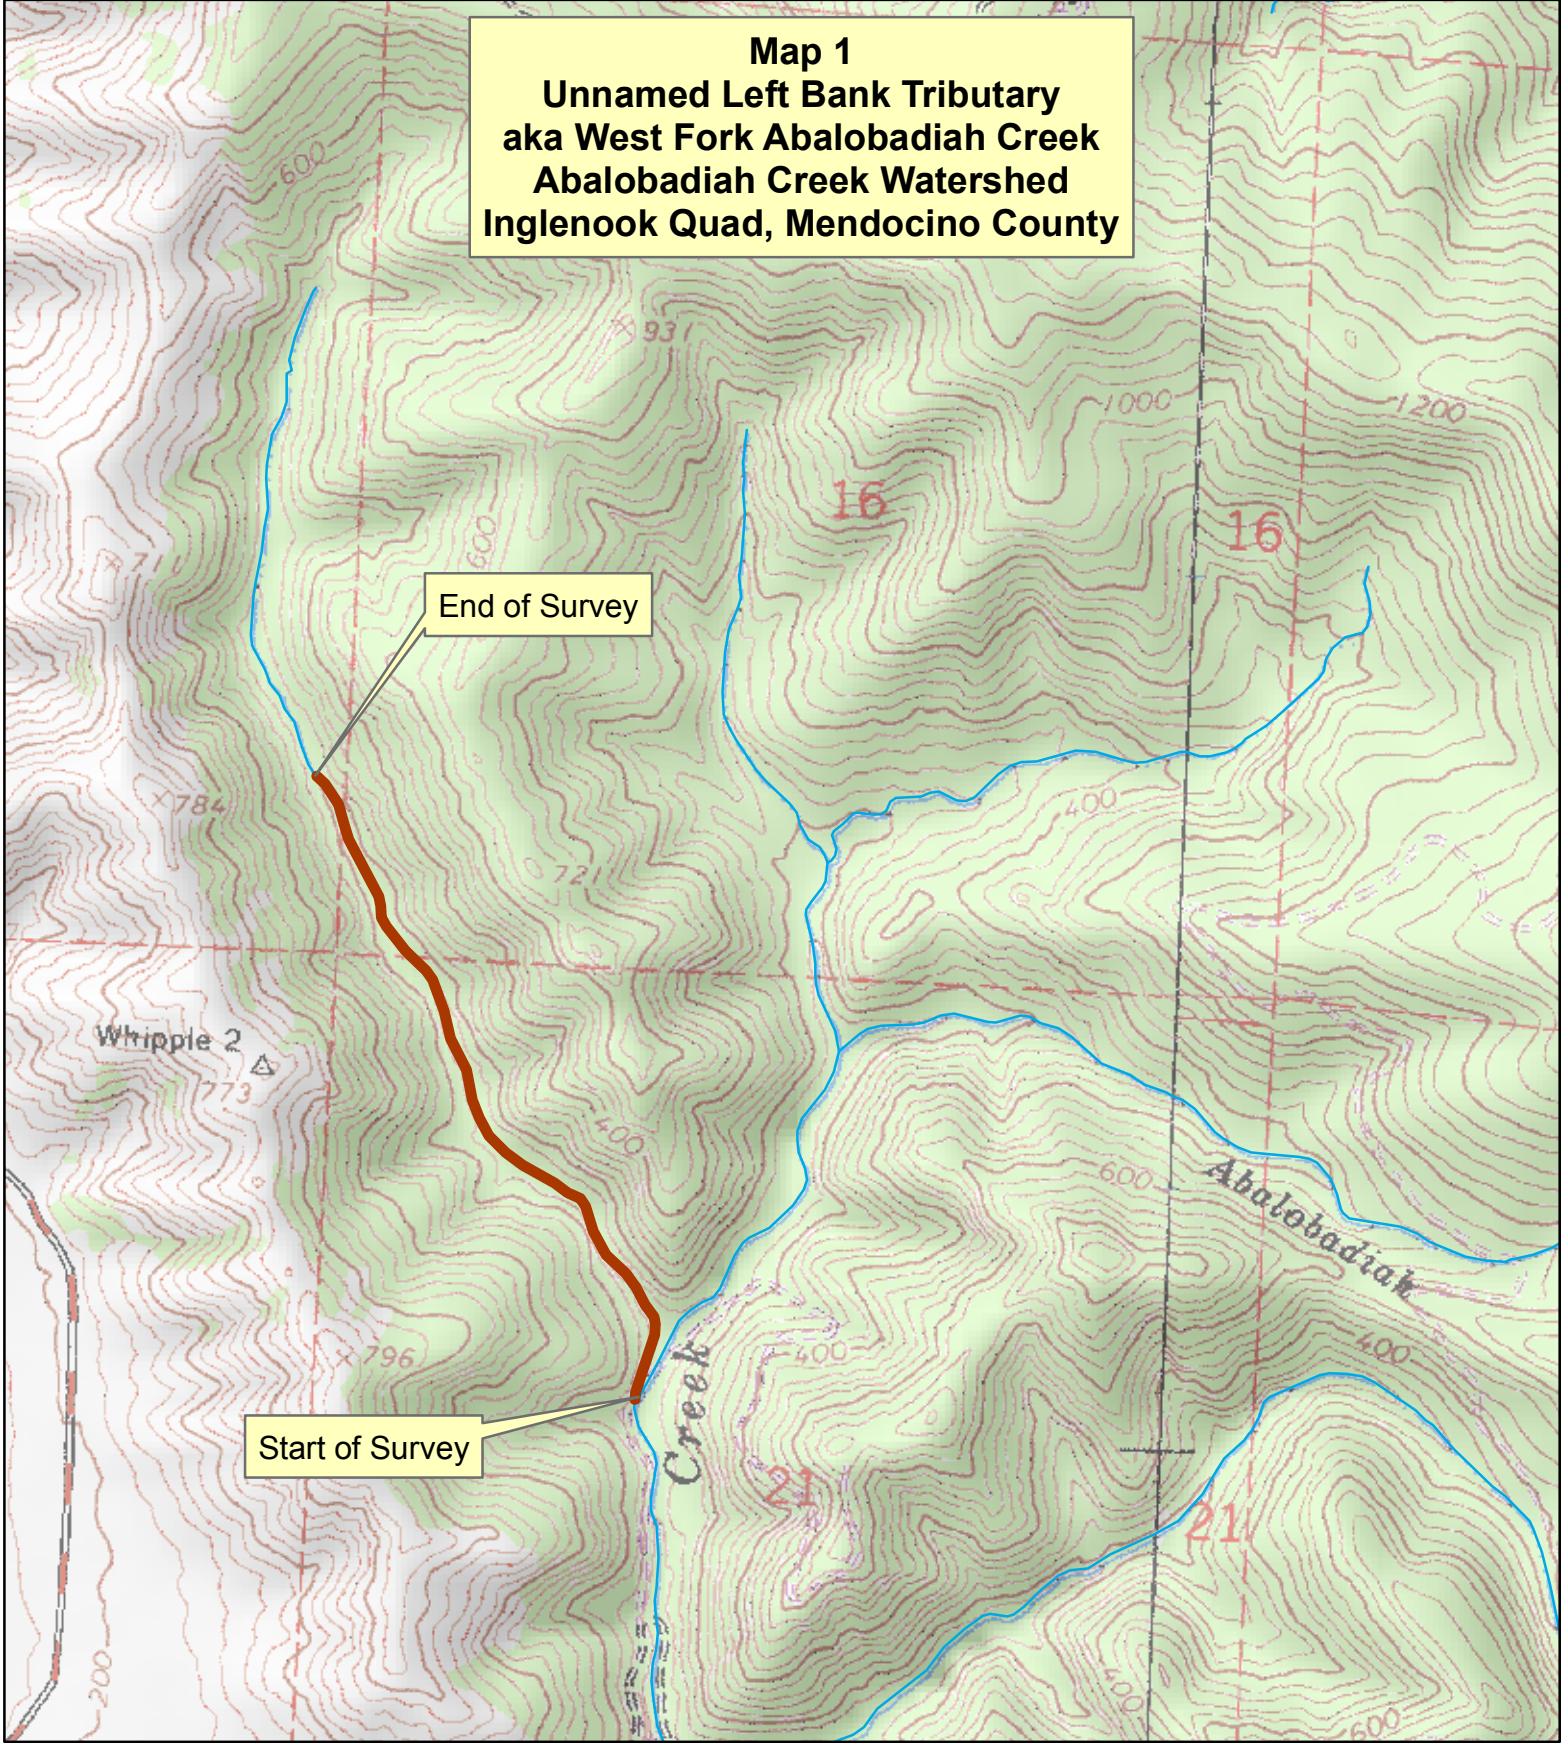 Map 1
Unnamed Left Bank Tributary
aka West Fork Abalobadiah Creek
Abalobadiah Creek Watershed
Inglenook Quad, Mendocino County
600
931
1000
1200
16
16
600
End of Survey
784
400
721
Whipple 2
773
400
600
Abalobadiah
796
400
400
Creek
Start of Survey
21
21
200
400
600